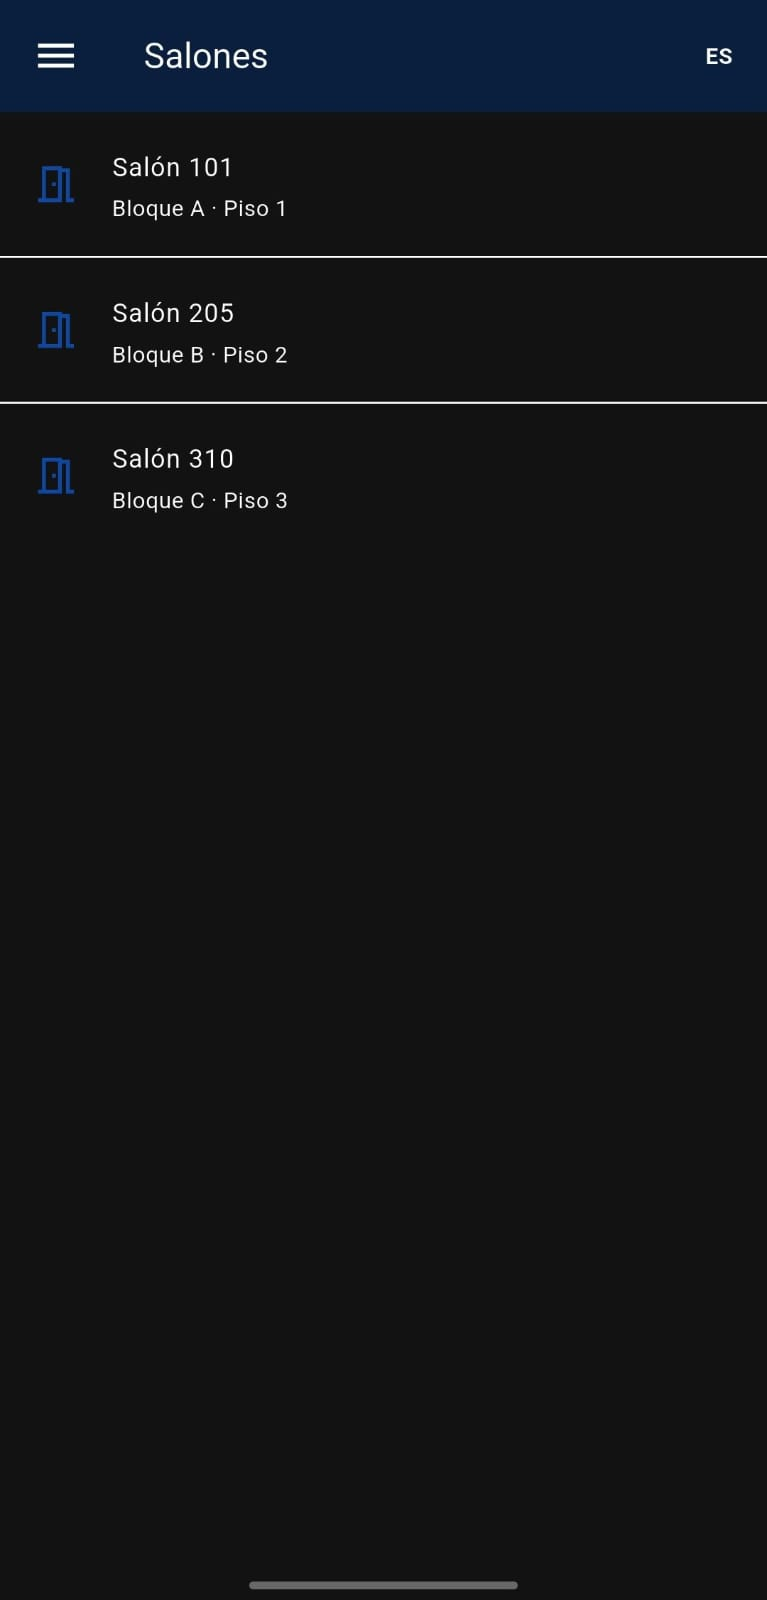 Salones
ES
Salón 101
Bloque A · Piso 1
Salón 205
Bloque B · Piso 2
Salón 310
Bloque C · Piso 3